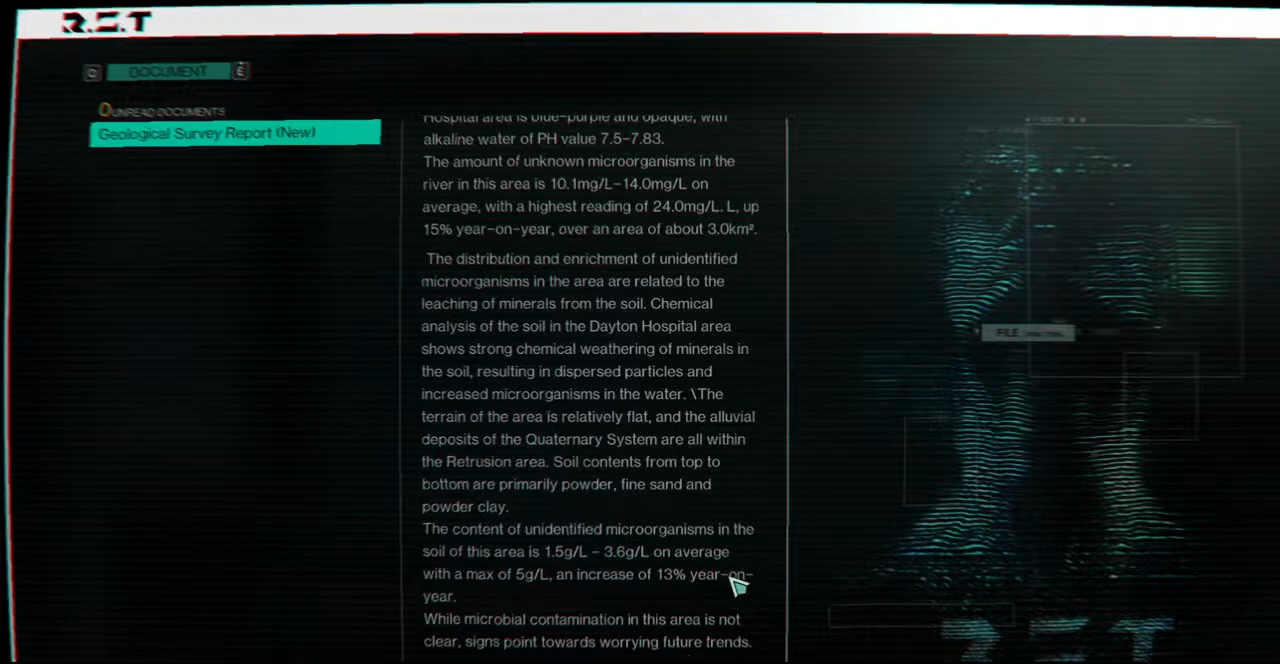 R.S.T
Q DOCUMENT E
0 UNREAD DOCUMENTS
Geological Survey Report (New)
Hospital area is blue-purple and opaque, with
alkaline water of PH value 7.5-7.83.
The amount of unknown microorganisms in the
river in this area is 10.1mg/L-14.0mg/L on
average, with a highest reading of 24.0mg/L. L, up
15% year-on-year, over an area of about 3.0km².
The distribution and enrichment of unidentified
microorganisms in the area are related to the
leaching of minerals from the soil. Chemical
analysis of the soil in the Dayton Hospital area
shows strong chemical weathering of minerals in
the soil, resulting in dispersed particles and
increased microorganisms in the water. \The
terrain of the area is relatively flat, and the alluvial
deposits of the Quaternary System are all within
the Retrusion area. Soil contents from top to
bottom are primarily powder, fine sand and
powder clay.
The content of unidentified microorganisms in the
soil of this area is 1.5g/L - 3.6g/L on average
with a max of 5g/L, an increase of 13% year-on-
year.
While microbial contamination in this area is not
clear, signs point towards worrying future trends.
FILE